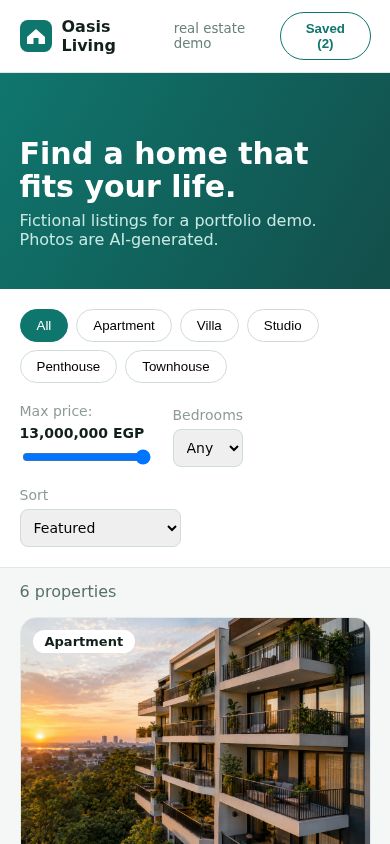 Oasis
Living
real estate
demo
Saved
(2)
Find a home that
fits your life.
Fictional listings for a portfolio demo.
Photos are AI-generated.
All
Apartment
Villa
Studio
Penthouse
Townhouse
Max price:
13,000,000 EGP
Bedrooms
Any
Sort
Featured
6 properties
Apartment